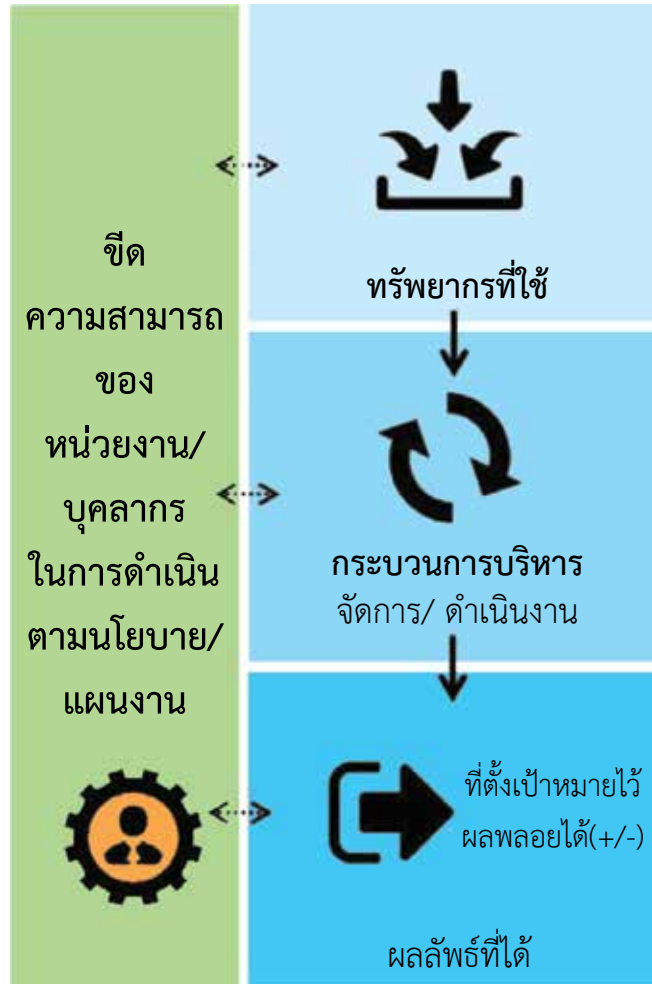 ขีด
ความสามารถ
ของ
หน่วยงาน/
บุคลากร
ในการดำเนิน
ตามนโยบาย/
แผนงาน
ทรัพยากรที่ใช้
กระบวนการบริหาร
จัดการ/ ดำเนินงาน
ที่ตั้งเป้าหมายไว้
ผลพลอยได้(+/-)
ผลลัพธ์ที่ได้